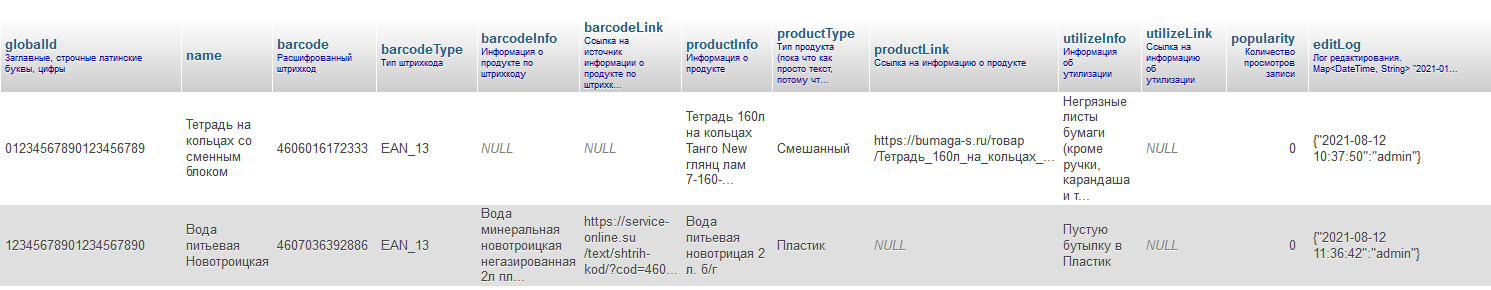 globalId
Заглавные, строчные латинские
буквы, цифры
name
barcode
Расшифрованный
штрихкод
barcodeType
Тип штрихкода
barcodeInfo
Информация о
продукте по
штрихкоду
barcodeLink
Ссылка на
источник
информации о
продукте по
штрихк...
productInfo
Информация о
продукте
productType
Тип продукта
(пока что как
просто текст,
потому чт...
productLink
Ссылка на информацию о продукте
utilizeInfo
Информация
об
утилизации
utilizeLink
Ссылка на
информацию
об
утилизации
popularity
Количество
просмотров
записи
editLog
Лог редактирования.
Map<DateTime, String> "2021-01...
01234567890123456789
Тетрадь на
кольцах со
сменным
блоком
4606016172333
EAN_13
NULL
NULL
Тетрадь 160л
на кольцах
Танго New
глянц лам
7-160-...
Смешанный
https://bumaga-s.ru/товар
/Тетрадь_160л_на_кольцах_...
Негрязные
листы
бумаги
(кроме
ручки,
карандаша
и т...
NULL
0
{"2021-08-12
10:37:50":"admin"}
12345678901234567890
Вода
питьевая
Новотроицкая
4607036392886
EAN_13
Вода
минеральная
новотроицкая
негазированная
2л пл...
https://service-
online.su
/text/shtrih-
kod/?cod=460...
Вода
питьевая
новотрицая 2
л. б/г
Пластик
NULL
Пустую
бутылку в
Пластик
NULL
0
{"2021-08-12
11:36:42":"admin"}